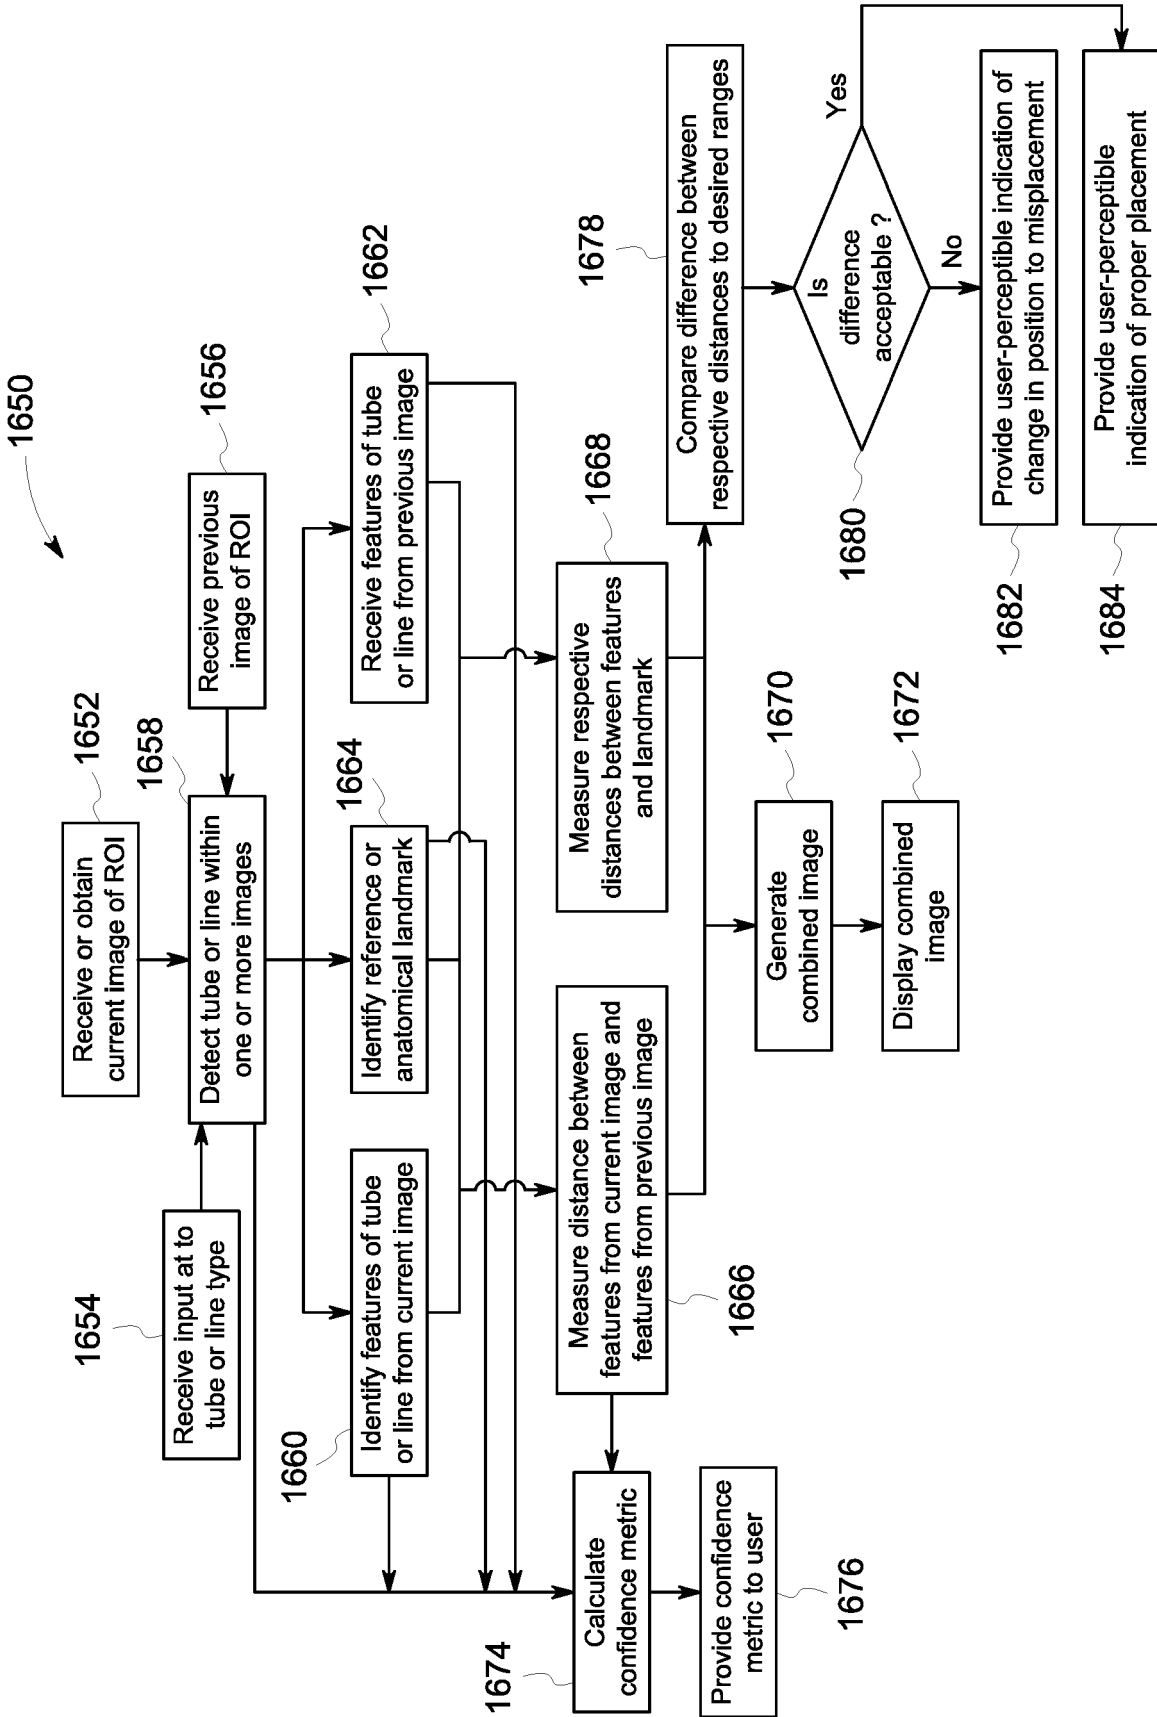 1650
1652
Receive or obtain
current image of ROI
1654
Receive input at to
tube or line type
1656
Receive previous
image of ROI
1658
Detect tube or line within
one or more images
1660
Identify features of tube
or line from current image
1664
Identify reference or
anatomical landmark
1662
Receive features of tube
or line from previous image
1666
Measure distance between
features from current image and
features from previous image
1668
Measure respective
distances between features
and landmark
1674
Calculate
confidence metric
1676
Provide confidence
metric to user
1670
Generate
combined image
1672
Display combined
image
1678
Compare difference between
respective distances to desired ranges
1680
Is
difference
acceptable ?
Yes
No
1682
Provide user-perceptible indication of
change in position to misplacement
1684
Provide user-perceptible
indication of proper placement